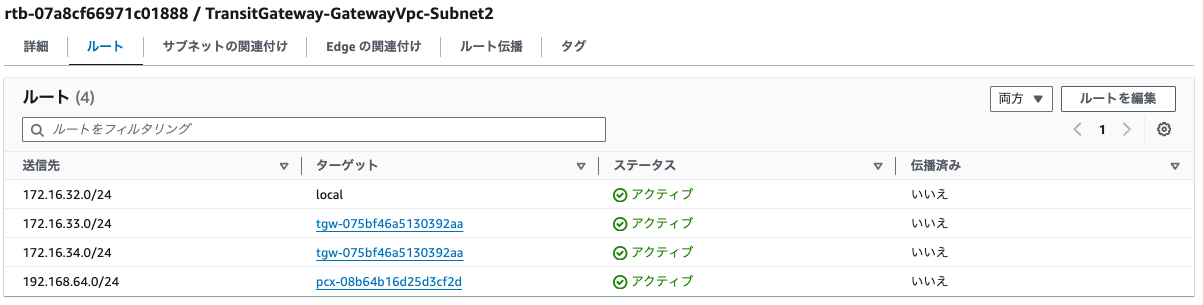 rtb-07a8cf66971c01888 / TransitGateway-GatewayVpc-Subnet2
詳細 ルート サブネットの関連付け Edge の関連付け ルート伝播 タグ
ルート (4) 両方 ルートを編集
ルートをフィルタリング 1
送信先 ターゲット ステータス 伝播済み
172.16.32.0/24 local アクティブ いいえ
172.16.33.0/24 tgw-075bf46a5130392aa アクティブ いいえ
172.16.34.0/24 tgw-075bf46a5130392aa アクティブ いいえ
192.168.64.0/24 pcx-08b64b16d25d3cf2d アクティブ いいえ